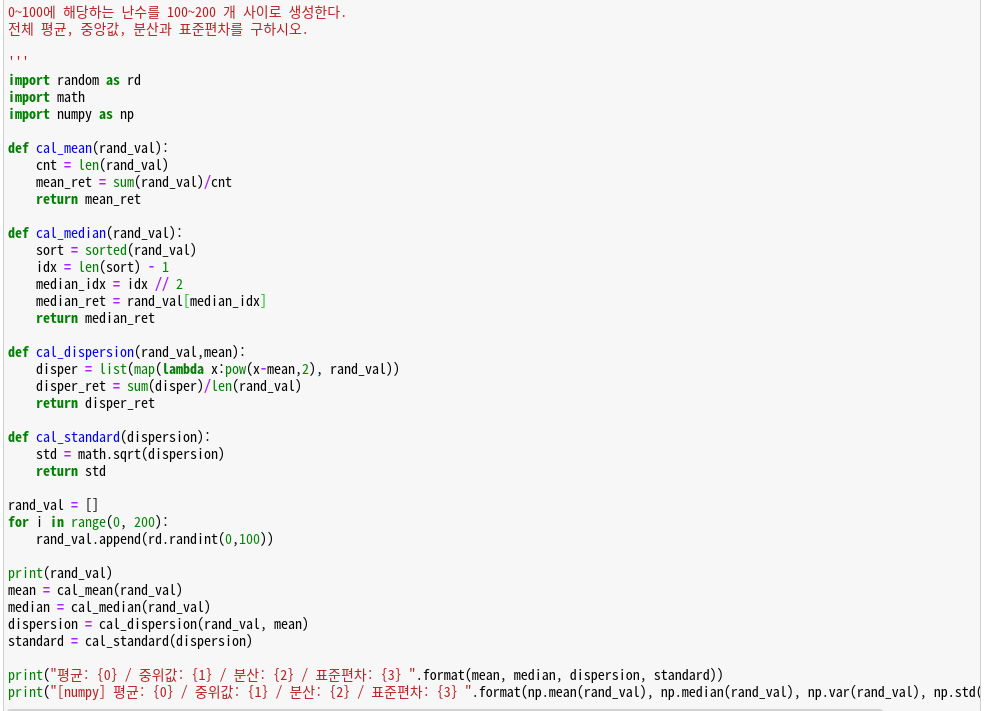 0~100에 해당하는 난수를 100~200 개 사이로 생성한다.
전체 평균, 중앙값, 분산과 표준편차를 구하시오.
'''
import random as rd
import math
import numpy as np
def cal_mean(rand_val):
    cnt = len(rand_val)
    mean_ret = sum(rand_val)/cnt
    return mean_ret
def cal_median(rand_val):
    sort = sorted(rand_val)
    idx = len(sort) - 1
    median_idx = idx // 2
    median_ret = rand_val[median_idx]
    return median_ret
def cal_dispersion(rand_val,mean):
    disper = list(map(lambda x:pow(x-mean,2), rand_val))
    disper_ret = sum(disper)/len(rand_val)
    return disper_ret
def cal_standard(dispersion):
    std = math.sqrt(dispersion)
    return std
rand_val = []
for i in range(0, 200):
    rand_val.append(rd.randint(0,100))
print(rand_val)
mean = cal_mean(rand_val)
median = cal_median(rand_val)
dispersion = cal_dispersion(rand_val, mean)
standard = cal_standard(dispersion)
print("평균: {0} / 중위값: {1} / 분산: {2} / 표준편차: {3} ".format(mean, median, dispersion, standard))
print("[numpy] 평균: {0} / 중위값: {1} / 분산: {2} / 표준편차: {3} ".format(np.mean(rand_val), np.median(rand_val), np.var(rand_val), np.std(